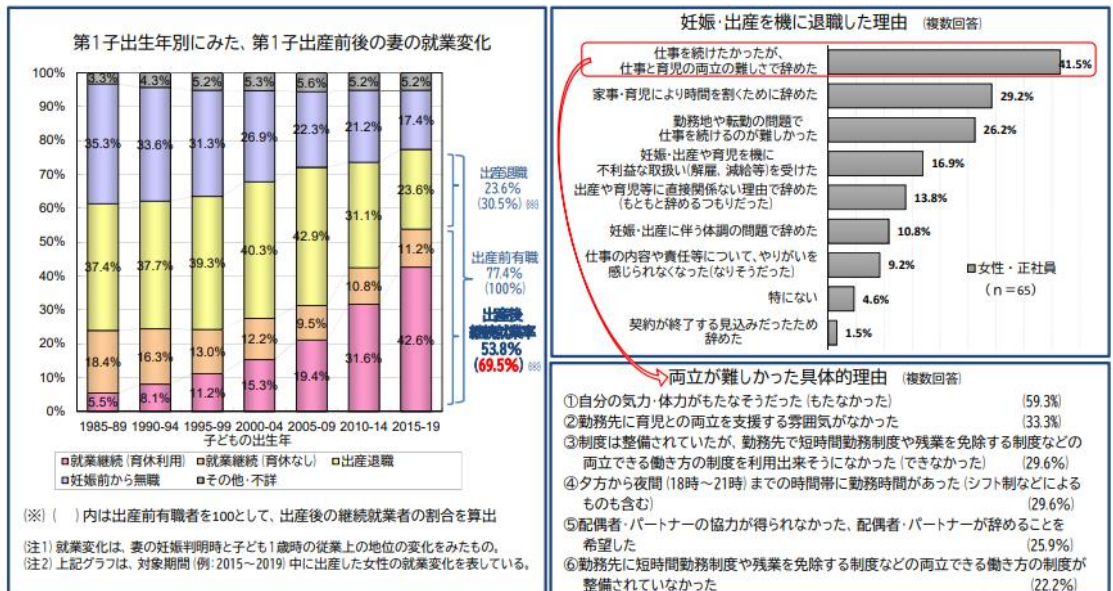 第1子出生年別にみた、第1子出産前後の妻の就業変化
100%
90%
80%
70%
60%
50%
40%
30%
20%
10%
0%
3.3%
4.3%
5.2%
5.3%
5.6%
5.2%
5.2%
35.3%
33.6%
31.3%
26.9%
22.3%
21.2%
17.4%
37.4%
37.7%
39.3%
40.3%
42.9%
31.1%
23.6%
18.4%
16.3%
13.0%
12.2%
9.5%
10.8%
11.2%
5.5%
8.1%
11.2%
15.3%
19.4%
31.6%
42.6%
1985-89 1990-94 1995-99 2000-04 2005-09 2010-14 2015-19
子どもの出生年
就業継続(育休利用) 就業継続(育休なし) 出産退職
妊娠前から無職 その他・不詳
出産退職
23.6%
(30.5%)
出産前有職
77.4%
(100%)
出産後
継続就業率
53.8%
(69.5%)
(※) ( )内は出産前有職者を100として、出産後の継続就業者の割合を算出
(注1) 就業変化は、妻の妊娠判明時と子ども1歳時の従業上の地位の変化をみたもの。
(注2) 上記グラフは、対象期間(例:2015~2019)中に出産した女性の就業変化を表している。
妊娠・出産を機に退職した理由 (複数回答)
仕事を続けたかったが、
仕事と育児の両立の難しさで辞めた
41.5%
家事・育児により時間を割くために辞めた
29.2%
勤務地や転勤の問題で
仕事を続けるのが難しかった
26.2%
妊娠・出産や育児を機に
不利益な取扱い(解雇、減給等)を受けた
16.9%
出産や育児等に直接関係ない理由で辞めた
(もともと辞めるつもりだった)
13.8%
妊娠・出産に伴う体調の問題で辞めた
10.8%
仕事の内容や責任等について、やりがいを
感じられなくなった(なりそうだった)
9.2%
特にない
4.6%
契約が終了する見込みだったため
辞めた
1.5%
女性・正社員
(n=65)
両立が難しかった具体的理由 (複数回答)
①自分の気力・体力がもたなそうだった(もたなかった) (59.3%)
②勤務先に育児との両立を支援する雰囲気がなかった (33.3%)
③制度は整備されていたが、勤務先で短時間勤務制度や残業を免除する制度などの
両立できる働き方の制度を利用出来そうになかった(できなかった) (29.6%)
④夕方から夜間(18時~21時)までの時間帯に勤務時間があった(シフト制などによる
ものも含む) (29.6%)
⑤配偶者・パートナーの協力が得られなかった、配偶者・パートナーが辞めることを
希望した (25.9%)
⑥勤務先に短時間勤務制度や残業を免除する制度などの両立できる働き方の制度が
整備されていなかった (22.2%)